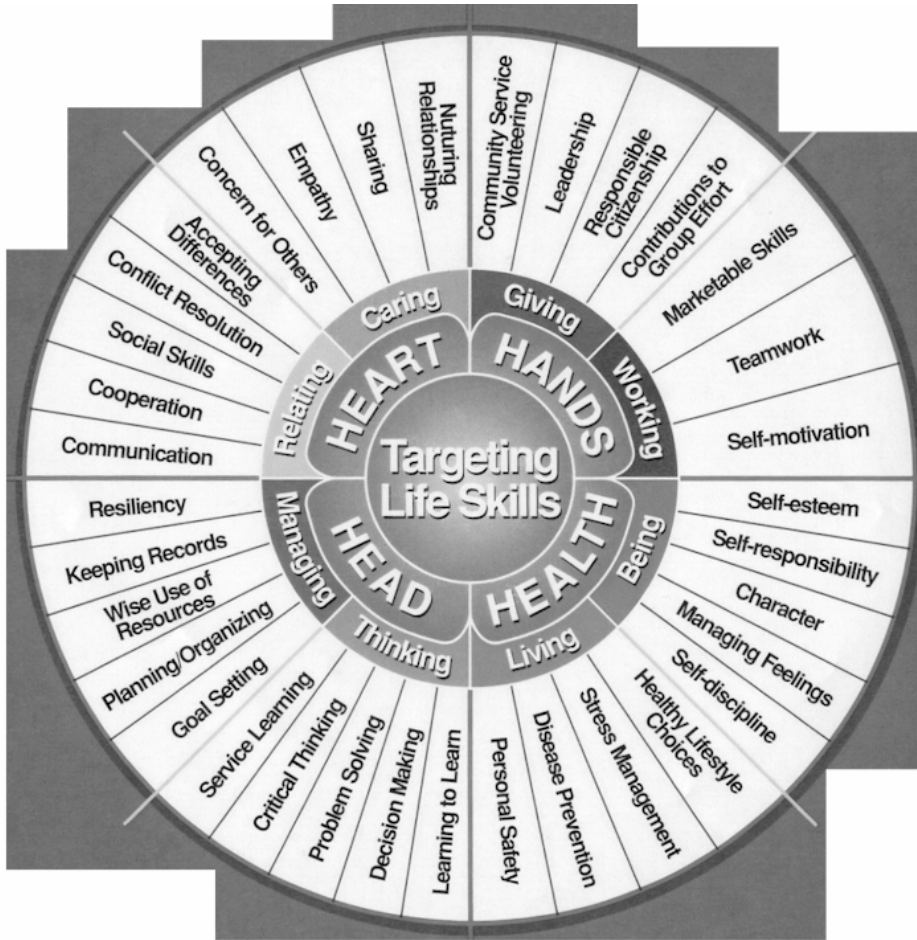 Targeting
Life Skills
HEART
HANDS
HEALTH
HEAD
Caring
Giving
Working
Being
Living
Thinking
Managing
Relating
Nuturing
Relationships
Sharing
Empathy
Concern for Others
Community Service
Volunteering
Leadership
Responsible
Citizenship
Contributions to
Group Effort
Marketable Skills
Teamwork
Self-motivation
Self-esteem
Self-responsibility
Character
Managing Feelings
Self-discipline
Healthy Lifestyle
Choices
Stress Management
Disease Prevention
Personal Safety
Learning to Learn
Decision Making
Problem Solving
Critical Thinking
Service Learning
Goal Setting
Planning/Organizing
Wise Use of
Resources
Keeping Records
Resiliency
Communication
Cooperation
Social Skills
Conflict Resolution
Accepting
Differences